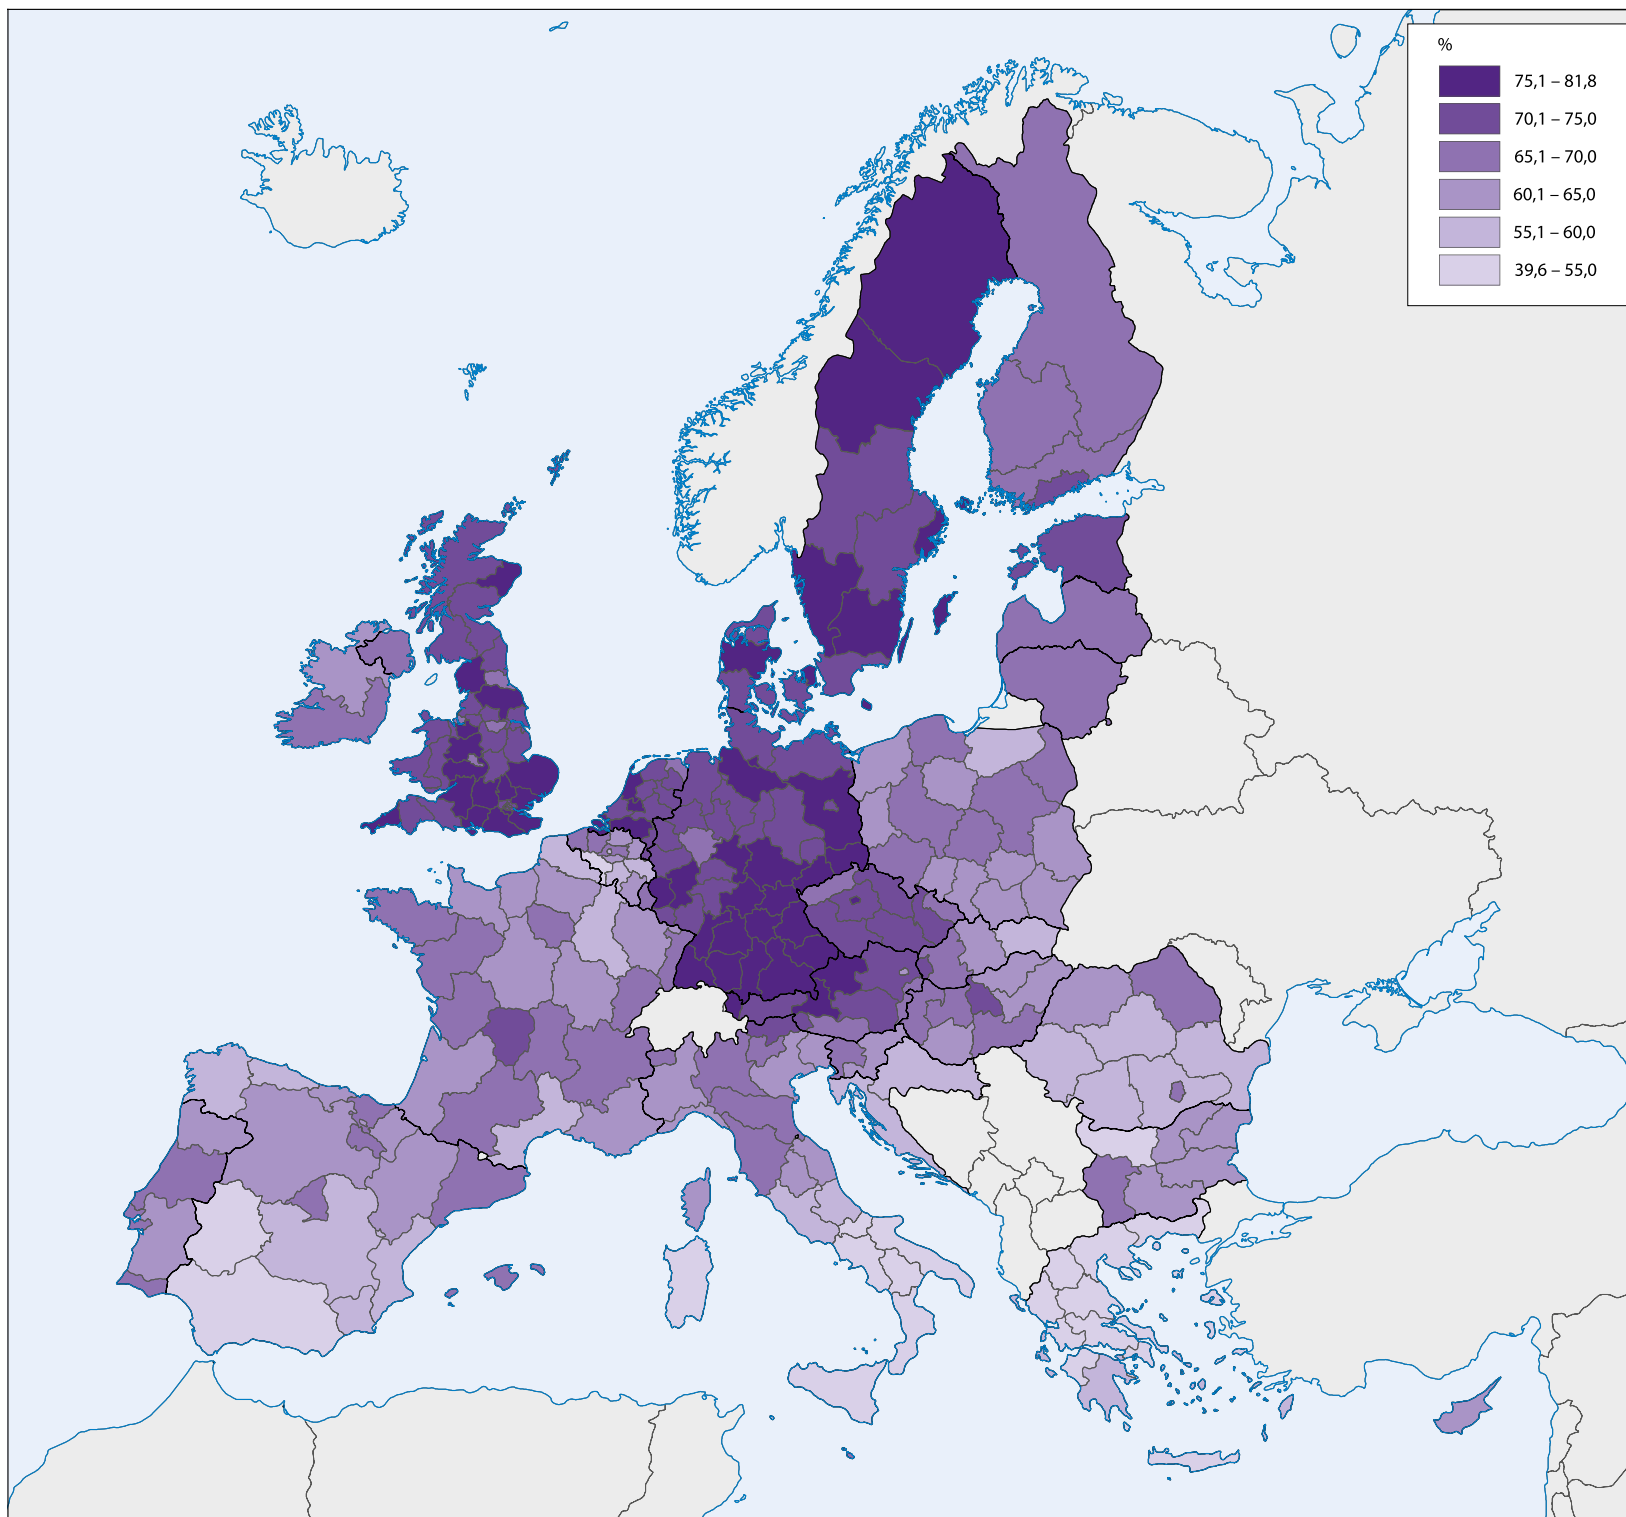 %
75,1 – 81,8
70,1 – 75,0
65,1 – 70,0
60,1 – 65,0
55,1 – 60,0
39,6 – 55,0